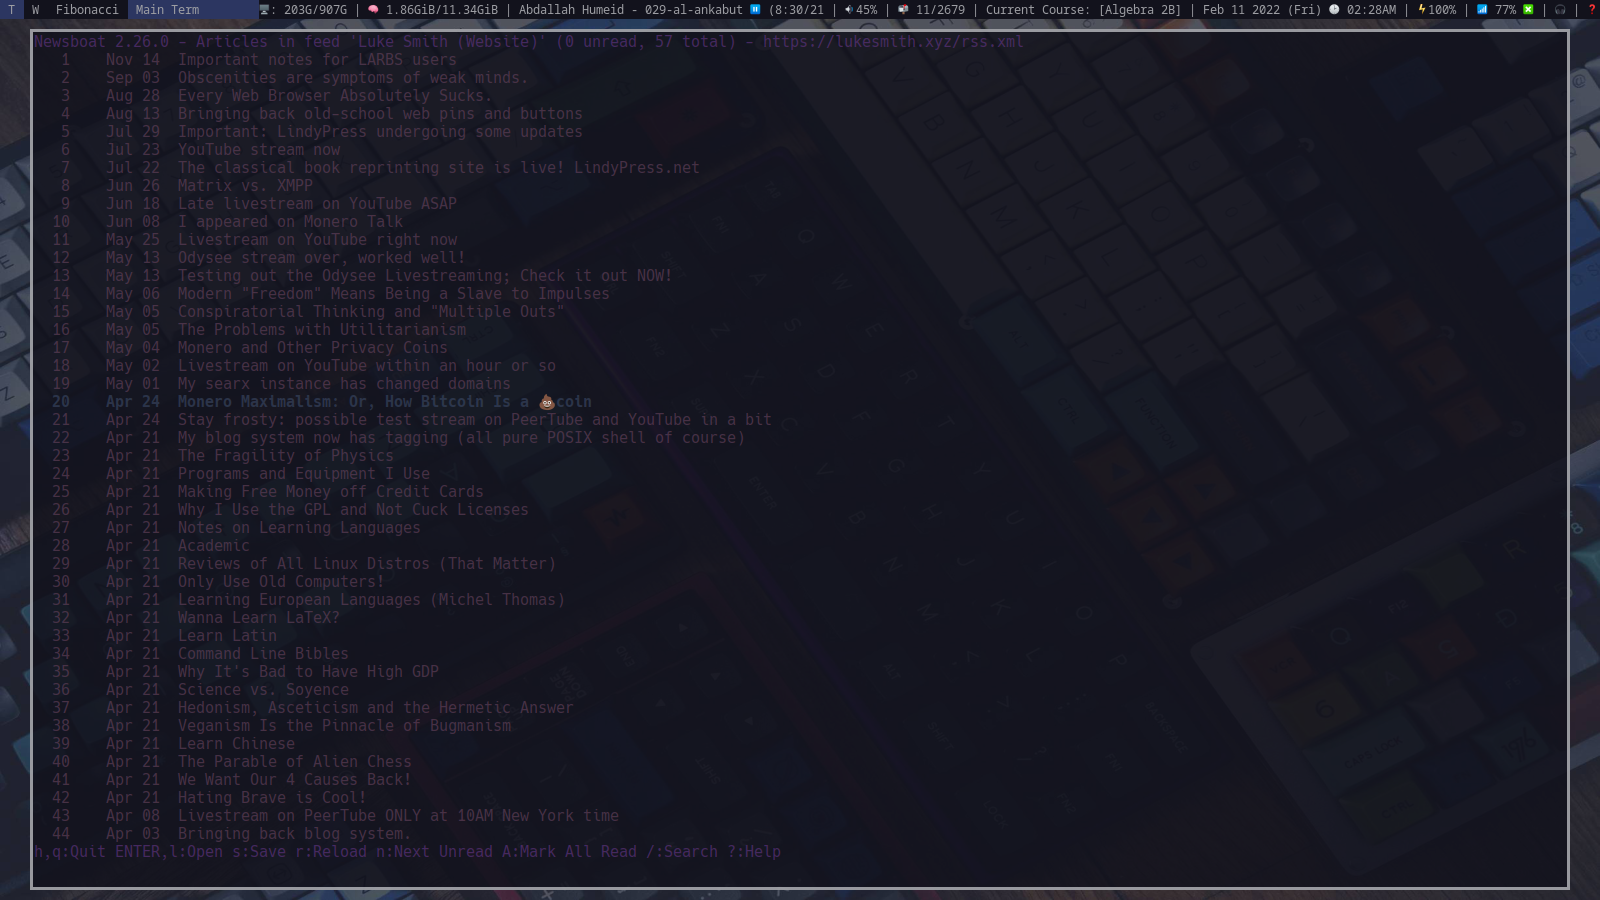 T W Fibonacci Main Term : 203G/907G | 🧠 1.86GiB/11.34GiB | Abdallah Humeid - 029-al-ankabut ⏸ (8:30/21 | 🔊45% | 📬 11/2679 | Current Course: [Algebra 2B] | Feb 11 2022 (Fri) 🕑 02:28AM | ⚡100% | 📶 77% ❎ | 🎧 | ❓
Newsboat 2.26.0 - Articles in feed 'Luke Smith (Website)' (0 unread, 57 total) - https://lukesmith.xyz/rss.xml
1 Nov 14 Important notes for LARBS users
2 Sep 03 Obscenities are symptoms of weak minds.
3 Aug 28 Every Web Browser Absolutely Sucks.
4 Aug 13 Bringing back old-school web pins and buttons
5 Jul 29 Important: LindyPress undergoing some updates
6 Jul 23 YouTube stream now
7 Jul 22 The classical book reprinting site is live! LindyPress.net
8 Jun 26 Matrix vs. XMPP
9 Jun 18 Late livestream on YouTube ASAP
10 Jun 08 I appeared on Monero Talk
11 May 25 Livestream on YouTube right now
12 May 13 Odysee stream over, worked well!
13 May 13 Testing out the Odysee Livestreaming; Check it out NOW!
14 May 06 Modern "Freedom" Means Being a Slave to Impulses
15 May 05 Conspiratorial Thinking and "Multiple Outs"
16 May 05 The Problems with Utilitarianism
17 May 04 Monero and Other Privacy Coins
18 May 02 Livestream on YouTube within an hour or so
19 May 01 My searx instance has changed domains
20 Apr 24 Monero Maximalism: Or, How Bitcoin Is a 💩coin
21 Apr 24 Stay frosty: possible test stream on PeerTube and YouTube in a bit
22 Apr 21 My blog system now has tagging (all pure POSIX shell of course)
23 Apr 21 The Fragility of Physics
24 Apr 21 Programs and Equipment I Use
25 Apr 21 Making Free Money off Credit Cards
26 Apr 21 Why I Use the GPL and Not Cuck Licenses
27 Apr 21 Notes on Learning Languages
28 Apr 21 Academic
29 Apr 21 Reviews of All Linux Distros (That Matter)
30 Apr 21 Only Use Old Computers!
31 Apr 21 Learning European Languages (Michel Thomas)
32 Apr 21 Wanna Learn LaTeX?
33 Apr 21 Learn Latin
34 Apr 21 Command Line Bibles
35 Apr 21 Why It's Bad to Have High GDP
36 Apr 21 Science vs. Soyence
37 Apr 21 Hedonism, Asceticism and the Hermetic Answer
38 Apr 21 Veganism Is the Pinnacle of Bugmanism
39 Apr 21 Learn Chinese
40 Apr 21 The Parable of Alien Chess
41 Apr 21 We Want Our 4 Causes Back!
42 Apr 21 Hating Brave is Cool!
43 Apr 08 Livestream on PeerTube ONLY at 10AM New York time
44 Apr 03 Bringing back blog system.
h,q:Quit ENTER,l:Open s:Save r:Reload n:Next Unread A:Mark All Read /:Search ?:Help